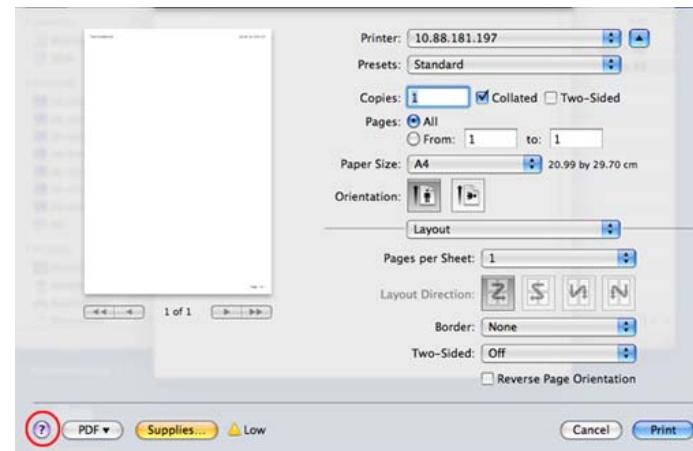 Printer: 10.88.181.197
Presets: Standard
Copies: 1 Collated Two-Sided
Pages: All
From: 1 to: 1
Paper Size: A4 20.99 by 29.70 cm
Orientation:
Layout
Pages per Sheet: 1
Layout Direction:
Border: None
Two-Sided: Off
Reverse Page Orientation
1 of 1
? PDF Supplies... Low Cancel Print